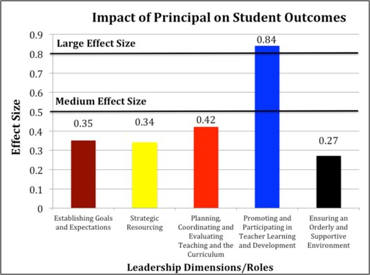 Impact of Principal on Student Outcomes
Effect Size
0.9
0.8
0.7
0.6
0.5
0.4
0.3
0.2
0.1
0
Large Effect Size
Medium Effect Size
0.35
0.34
0.42
0.84
0.27
Establishing Goals
and Expectations
Strategic
Resourcing
Planning,
Coordinating and
Evaluating
Teaching and the
Curriculum
Promoting and
Participating in
Teacher Learning
and Development
Ensuring an
Orderly and
Supportive
Environment
Leadership Dimensions/Roles